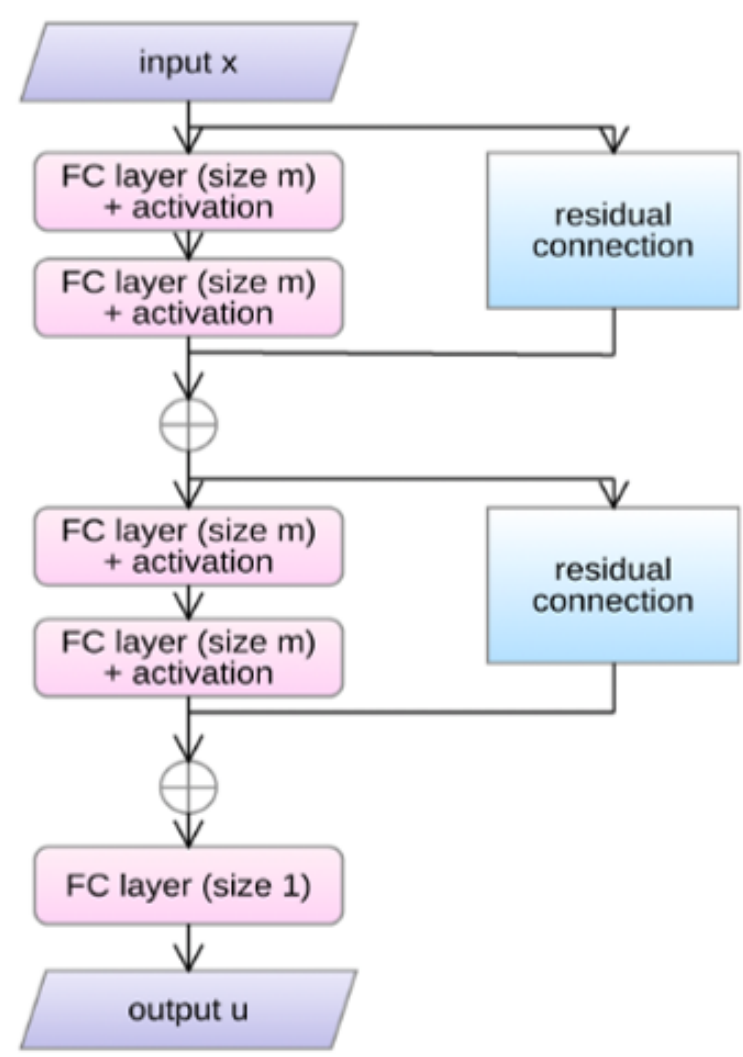 input x
FC layer (size m)
+ activation
residual
connection
FC layer (size m)
+ activation
FC layer (size m)
+ activation
residual
connection
FC layer (size m)
+ activation
FC layer (size 1)
output u